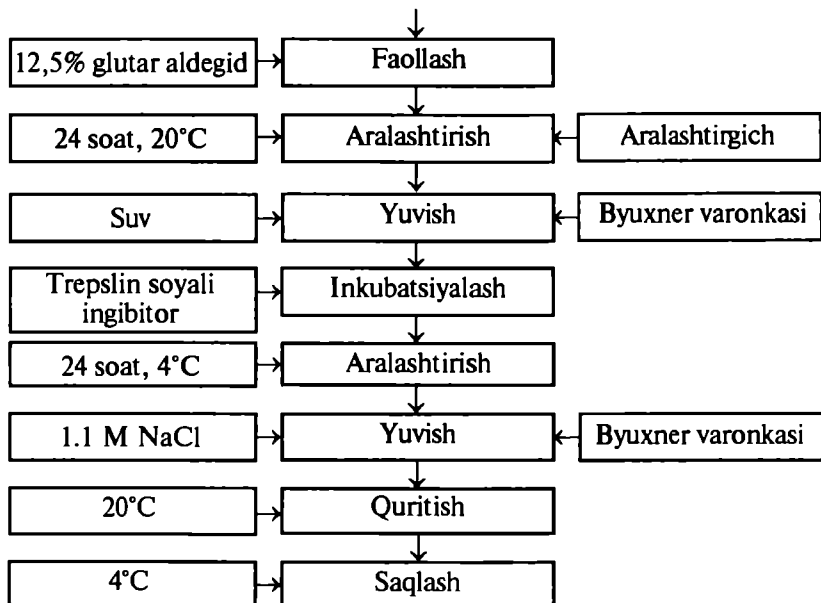 12,5% glutar aldegid
Faollash
24 soat, 20°C
Aralashtirish
Aralashtirgich
Suv
Yuvish
Byuxner varonkasi
Trepslin soyali
ingibitor
Inkubatsiyalash
24 soat, 4°C
Aralashtirish
1.1 M NaCl
Yuvish
Byuxner varonkasi
20°C
Quritish
4°C
Saqlash